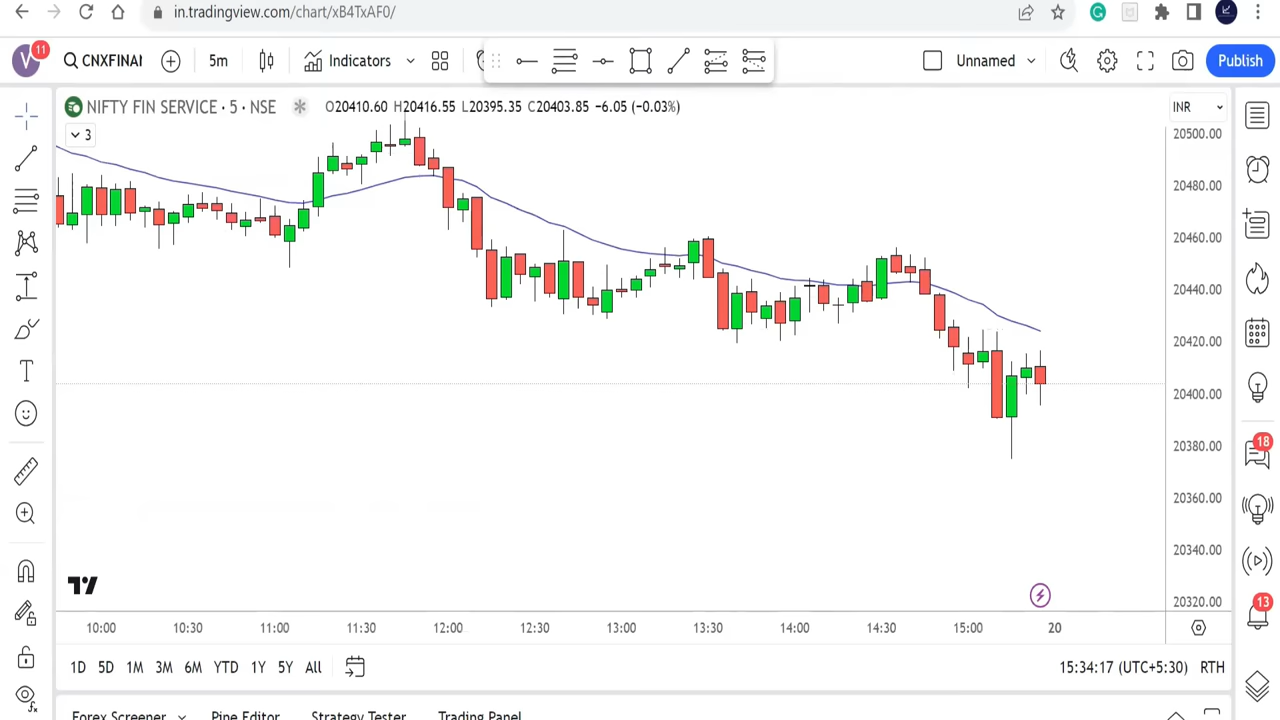 in.tradingview.com/chart/xB4TxAF0/
V 11 CNXFINAI 5m Indicators Unnamed Publish
NIFTY FIN SERVICE · 5 · NSE O20410.60 H20416.55 L20395.35 C20403.85 −6.05 (−0.03%) INR
3
20500.00
20480.00
20460.00
20440.00
20420.00
20400.00
20380.00
20360.00
20340.00
20320.00
T
18
13
10:00 10:30 11:00 11:30 12:00 12:30 13:00 13:30 14:00 14:30 15:00 20
1D 5D 1M 3M 6M YTD 1Y 5Y All 15:34:17 (UTC+5:30) RTH
Forex Screener Pine Editor Strategy Tester Trading Panel